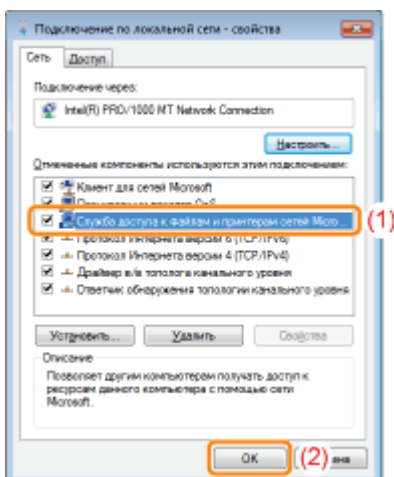 Подключение по локальной сети - свойства
Сеть Доступ
Подключение через:
Intel(R) PRO/1000 MT Network Connection
Настроить...
Отмеченные компоненты используются этим подключением:
Клиент для сетей Microsoft
Служба доступа к файлам и принтерам сетей Micro... (1)
Протокол Интернета версии 6 (TCP/IPv6)
Протокол Интернета версии 4 (TCP/IPv4)
Драйвер в/в тополога канального уровня
Ответчик обнаружения топологии канального уровня
Установить... Удалить Свойства
Описание
Позволяет другим компьютерам получать доступ к
ресурсам данного компьютера с помощью сети
Microsoft.
OK (2)